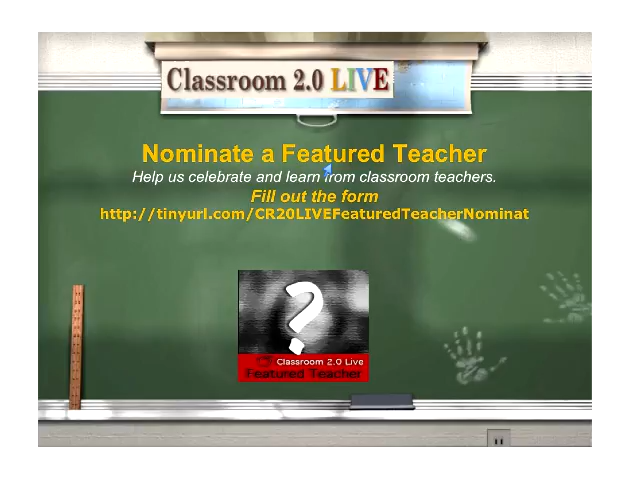 Classroom 2.0 LIVE
Nominate a Featured Teacher
Help us celebrate and learn from classroom teachers.
Fill out the form
http://tinyurl.com/CR20LIVEFeaturedTeacherNominat
?
Classroom 2.0 Live
Featured Teacher